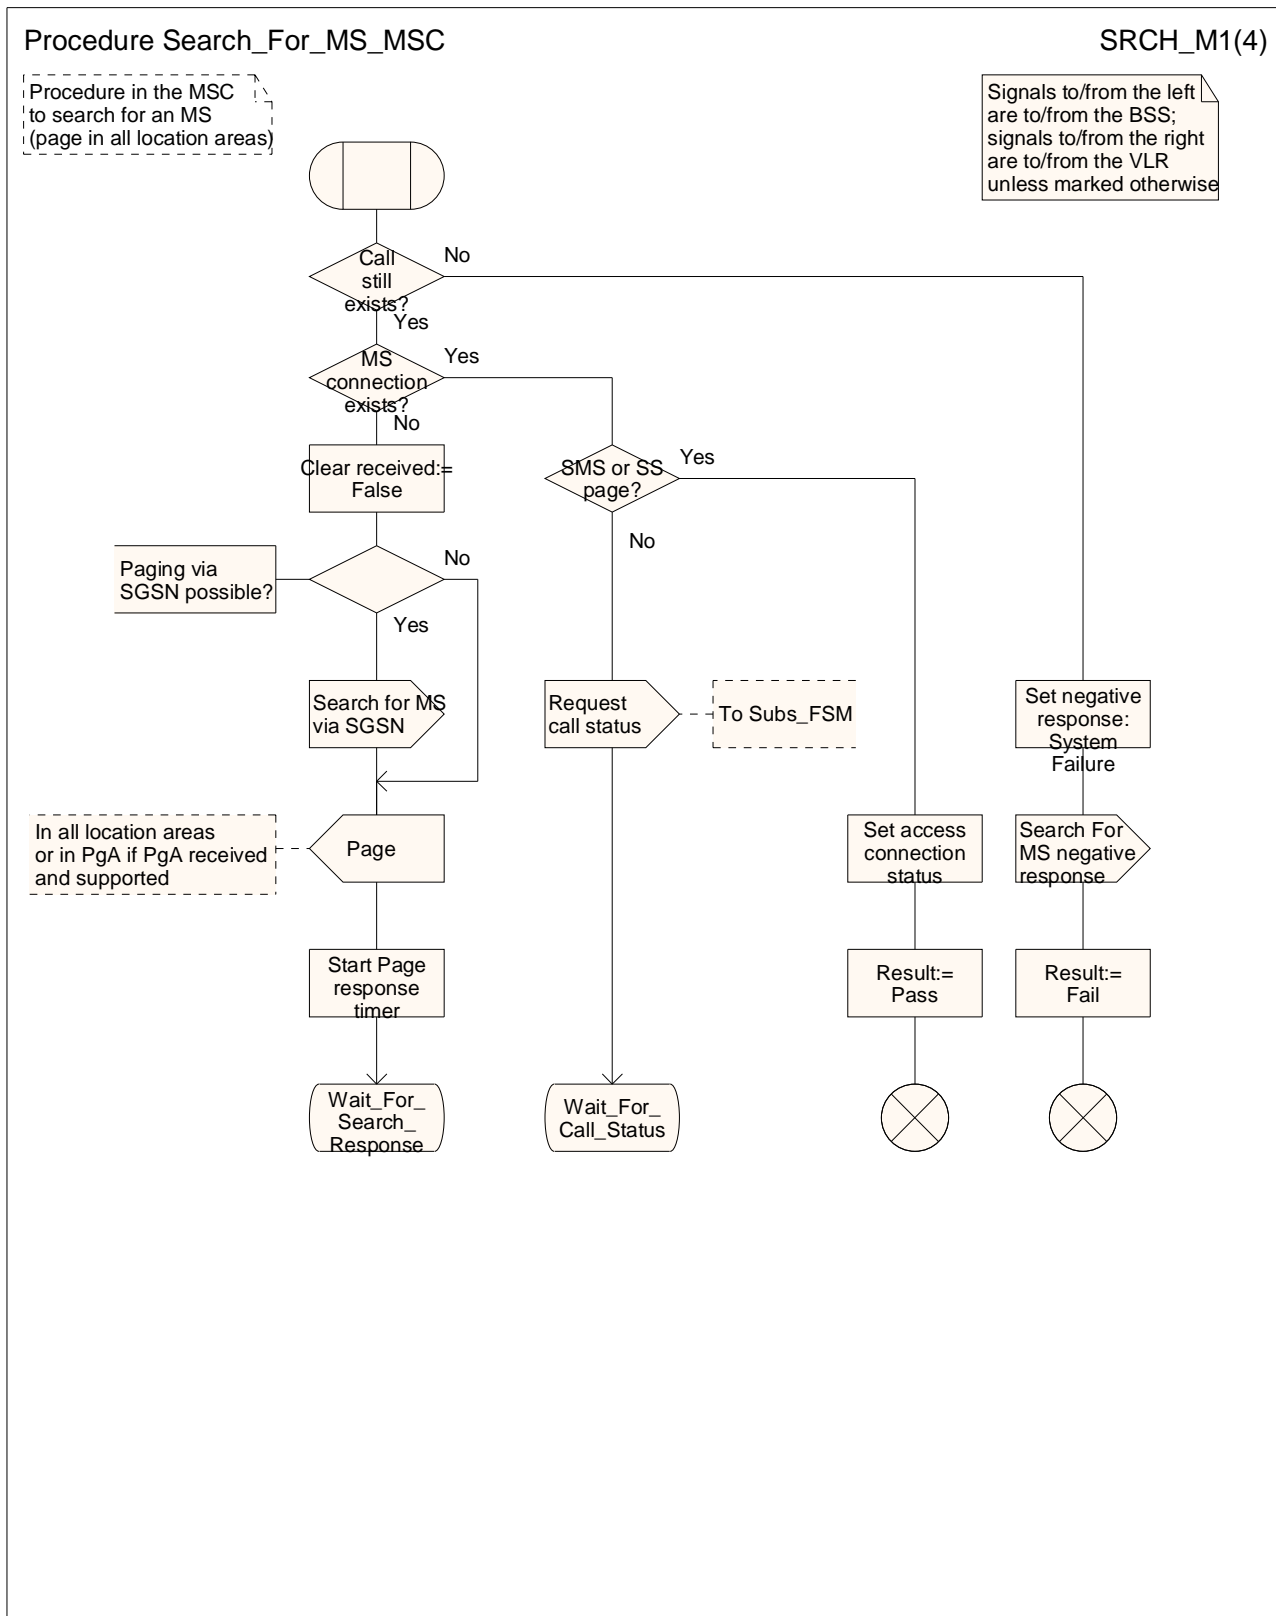 Procedure Search_For_MS_MSC
SRCH_M1(4)
Procedure in the MSC
to search for an MS
(page in all location areas)
Signals to/from the left
are to/from the BSS;
signals to/from the right
are to/from the VLR
unless marked otherwise
Call
still
exists?
No
Yes
MS
connection
exists?
Yes
No
Clear received:=
False
SMS or SS
page?
Yes
No
Paging via
SGSN possible?
No
Yes
Search for MS
via SGSN
Request
call status
To Subs_FSM
Set negative
response:
System
Failure
In all location areas
or in PgA if PgA received
and supported
Page
Set access
connection
status
Search For
MS negative
response
Start Page
response
timer
Result:=
Pass
Result:=
Fail
Wait_For_
Search_
Response
Wait_For_
Call_Status